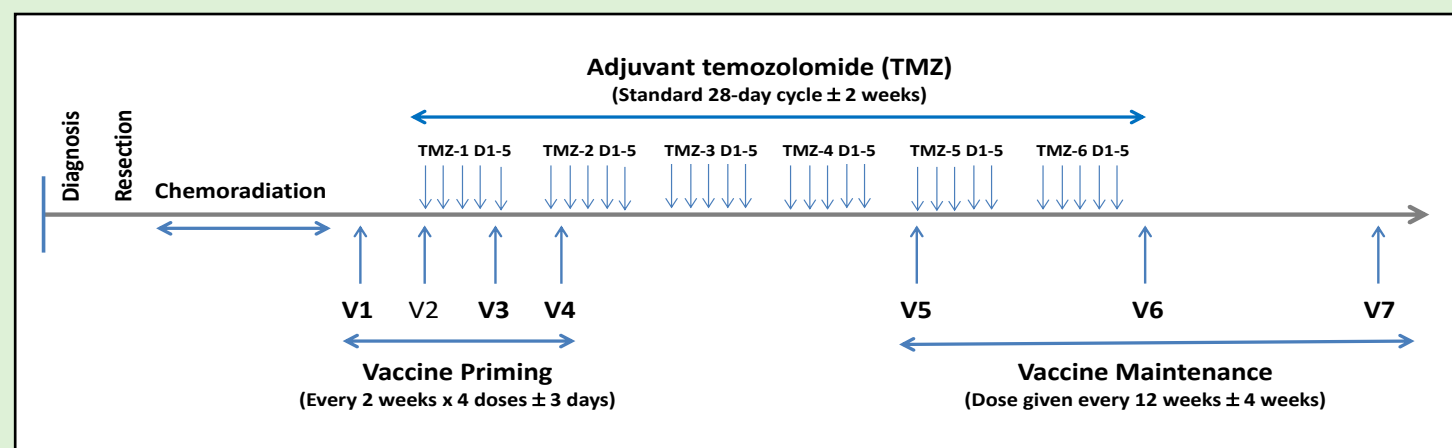 Adjuvant temozolomide (TMZ)
(Standard 28-day cycle ± 2 weeks)
Diagnosis
Resection
Chemoradiation
TMZ-1 D1-5
TMZ-2 D1-5
TMZ-3 D1-5
TMZ-4 D1-5
TMZ-5 D1-5
TMZ-6 D1-5
V1
V2
V3
V4
V5
V6
V7
Vaccine Priming
(Every 2 weeks x 4 doses ± 3 days)
Vaccine Maintenance
(Dose given every 12 weeks ± 4 weeks)